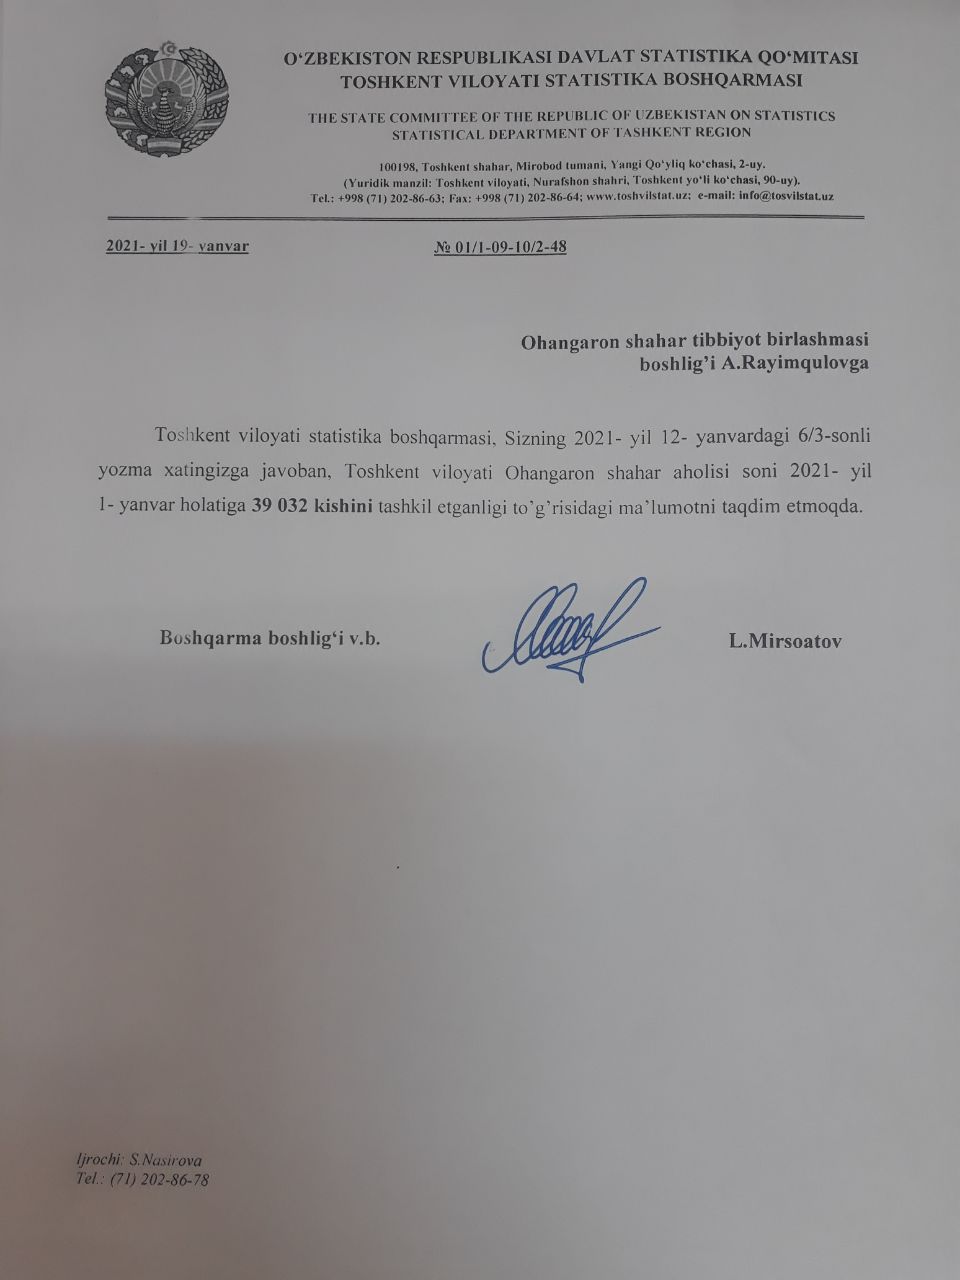 O‘ZBEKISTON RESPUBLIKASI DAVLAT STATISTIKA QO‘MITASI
TOSHKENT VILOYATI STATISTIKA BOSHQARMASI
THE STATE COMMITTEE OF THE REPUBLIC OF UZBEKISTAN ON STATISTICS
STATISTICAL DEPARTMENT OF TASHKENT REGION
100198, Toshkent shahar, Mirobod tumani, Yangi Qo‘yliq ko‘chasi, 2-uy.
(Yuridik manzil: Toshkent viloyati, Nurafshon shahri, Toshkent yo‘li ko‘chasi, 90-uy).
Tel.: +998 (71) 202-86-63; Fax: +998 (71) 202-86-64; www.toshvilstat.uz; e-mail: info@tosvilstat.uz
2021- yil 19- yanvar № 01/1-09-10/2-48
Ohangaron shahar tibbiyot birlashmasi
boshlig’i A.Rayimqulovga
Toshkent viloyati statistika boshqarmasi, Sizning 2021- yil 12- yanvardagi 6/3-sonli
yozma xatingizga javoban, Toshkent viloyati Ohangaron shahar aholisi soni 2021- yil
1- yanvar holatiga 39 032 kishini tashkil etganligi to’g’risidagi ma’lumotni taqdim etmoqda.
Boshqarma boshlig‘i v.b. L.Mirsoatov
Ijrochi: S.Nasirova
Tel.: (71) 202-86-78